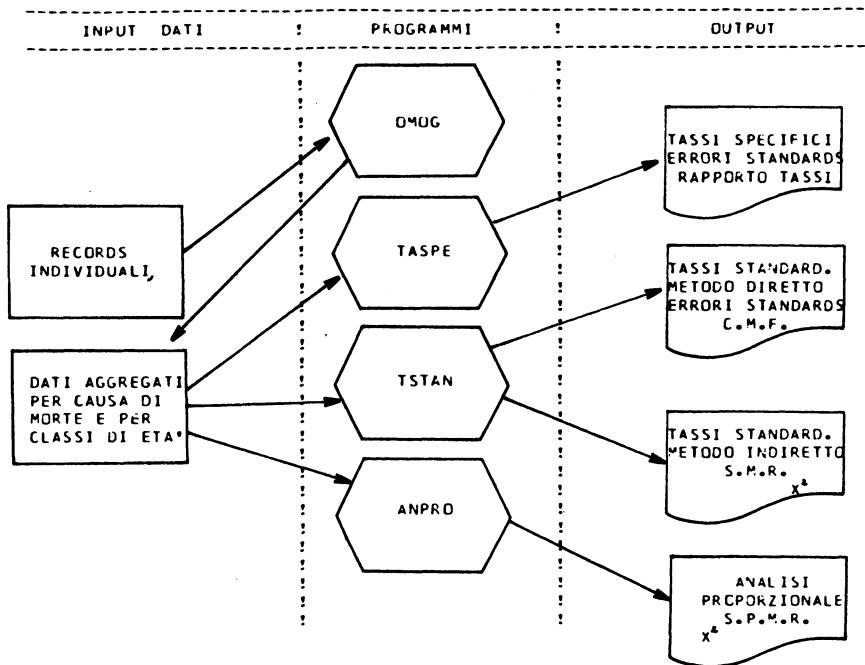 INPUT DATI ! PROGRAMMI ! OUTPUT
OMOG
TASSI SPECIFICI
ERRORI STANDARDS
RAPPORTO TASSI
RECORDS
INDIVIDUALI,
TASPE
TASSI STANDARD.
METODO DIRETTO
ERRORI STANDARDS
C.M.F.
DATI AGGREGATI
PER CAUSA DI
MORTE E PER
CLASSI DI ETA'
TSTAN
TASSI STANDARD.
METODO INDIRETTO
S.M.R.
X²
ANPRO
ANALISI
PROPORZIONALE
S.P.M.R.
X²